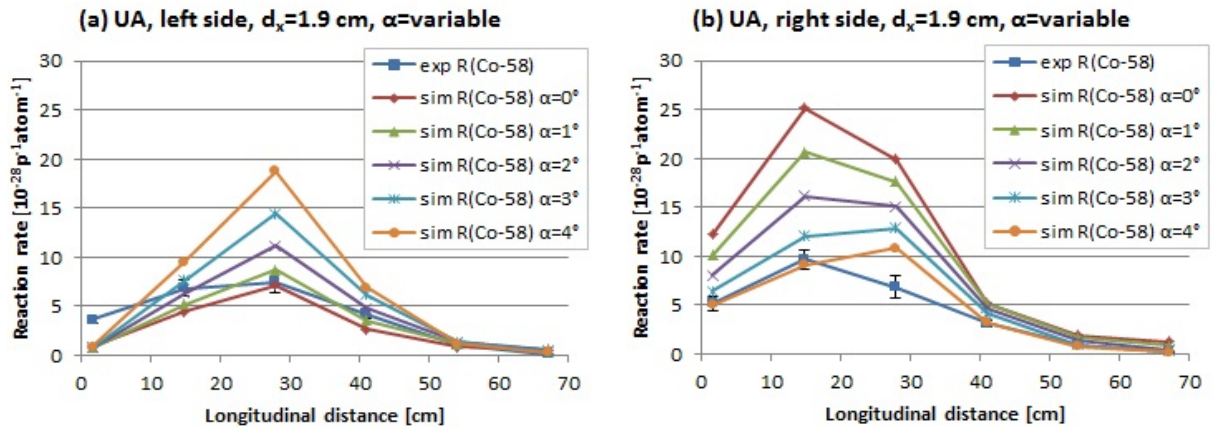 (a) UA, left side, dₓ=1.9 cm, α=variable
30
25
20
15
10
5
0
Reaction rate [10⁻²⁸p⁻¹atom⁻¹]
exp R(Co-58)
sim R(Co-58) α=0°
sim R(Co-58) α=1°
sim R(Co-58) α=2°
sim R(Co-58) α=3°
sim R(Co-58) α=4°
0 10 20 30 40 50 60 70
Longitudinal distance [cm]
(b) UA, right side, dₓ=1.9 cm, α=variable
30
25
20
15
10
5
0
Reaction rate [10⁻²⁸p⁻¹atom⁻¹]
exp R(Co-58)
sim R(Co-58) α=0°
sim R(Co-58) α=1°
sim R(Co-58) α=2°
sim R(Co-58) α=3°
sim R(Co-58) α=4°
0 10 20 30 40 50 60 70
Longitudinal distance [cm]